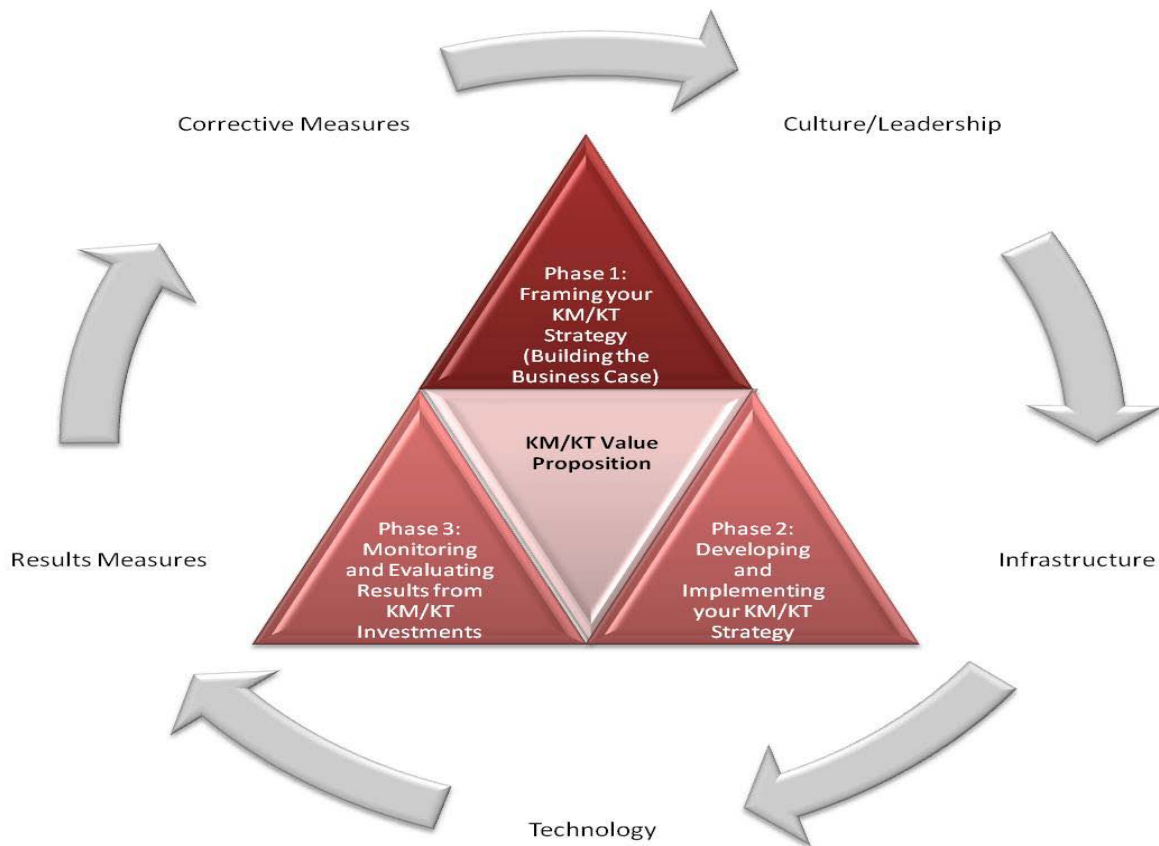 Corrective Measures
Culture/Leadership
Phase 1:
Framing your
KM/KT
Strategy
(Building the
Business Case)
KM/KT Value
Proposition
Phase 3:
Monitoring
and Evaluating
Results from
KM/KT
Investments
Phase 2:
Developing
and
Implementing
your KM/KT
Strategy
Results Measures
Infrastructure
Technology